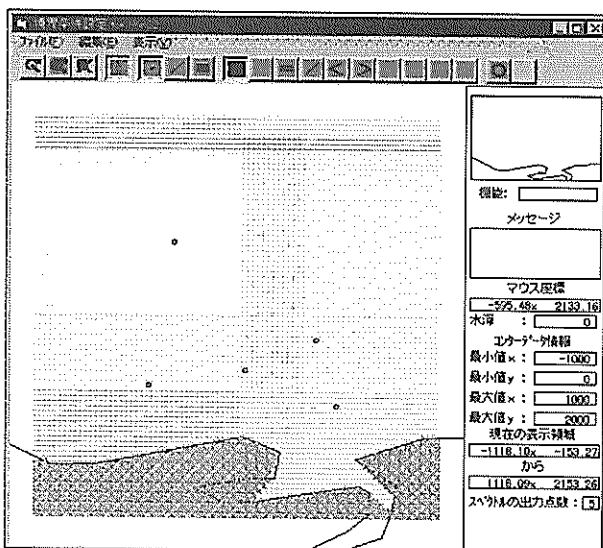 ファイル(F) 編集(E) 表示(V)
機能:
メッセージ
マウス座標
-595.48x 2133.16
水深 : 0
コンターデータ情報
最小値x : -1000
最小値y : 0
最大値x : 1000
最大値y : 2000
現在の表示領域
-1116.10x -153.27
から
1116.09x 2153.26
スペクトルの出力点数 : 5